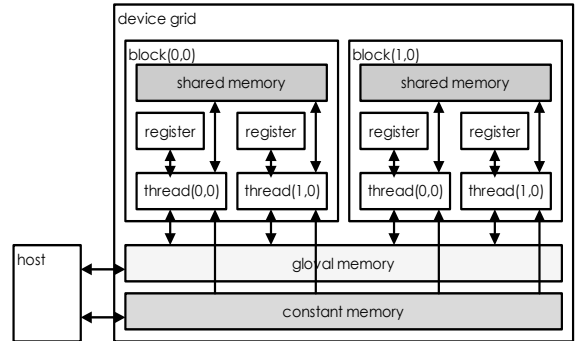 device grid
block(0,0)
shared memory
register
register
thread(0,0)
thread(1,0)
block(1,0)
shared memory
register
register
thread(0,0)
thread(1,0)
host
gloval memory
constant memory